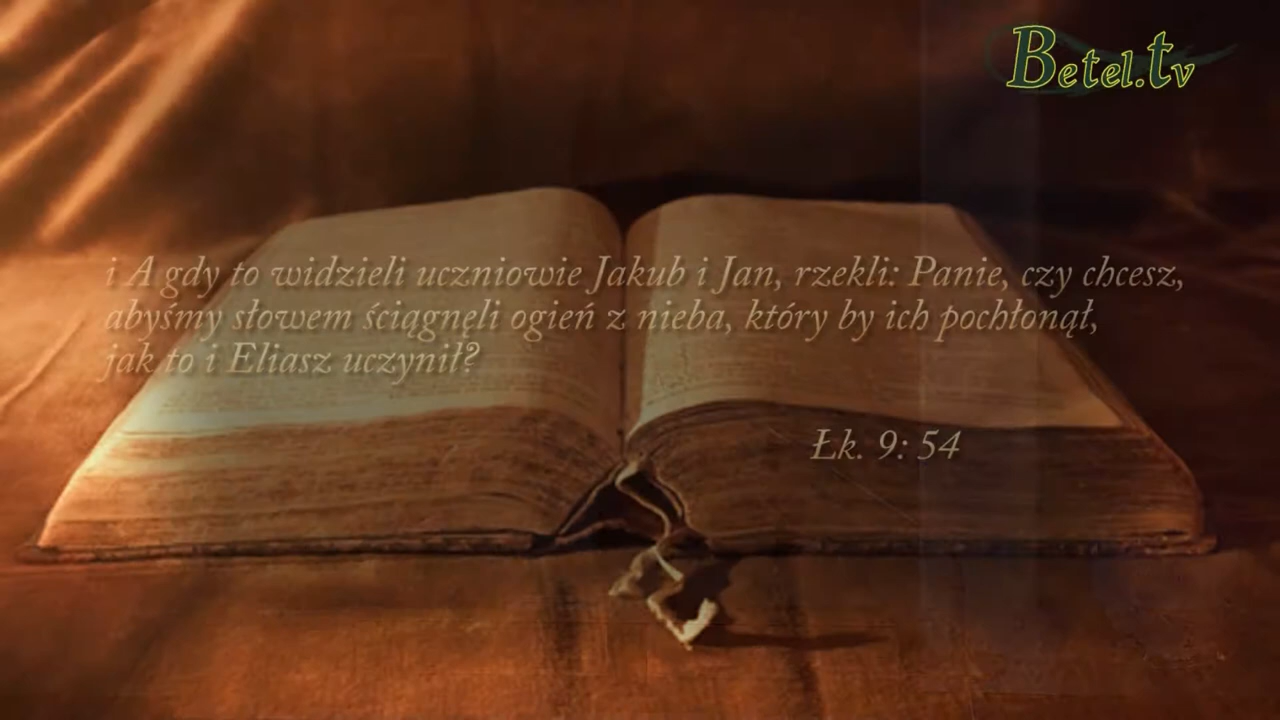 Betel.tv
i A gdy to widzieli uczniowie Jakub i Jan, rzekli: Panie, czy chcesz,
abyśmy słowem ściągnęli ogień z nieba, który by ich pochłonął,
jak to i Eliasz uczynił?
Łk. 9: 54